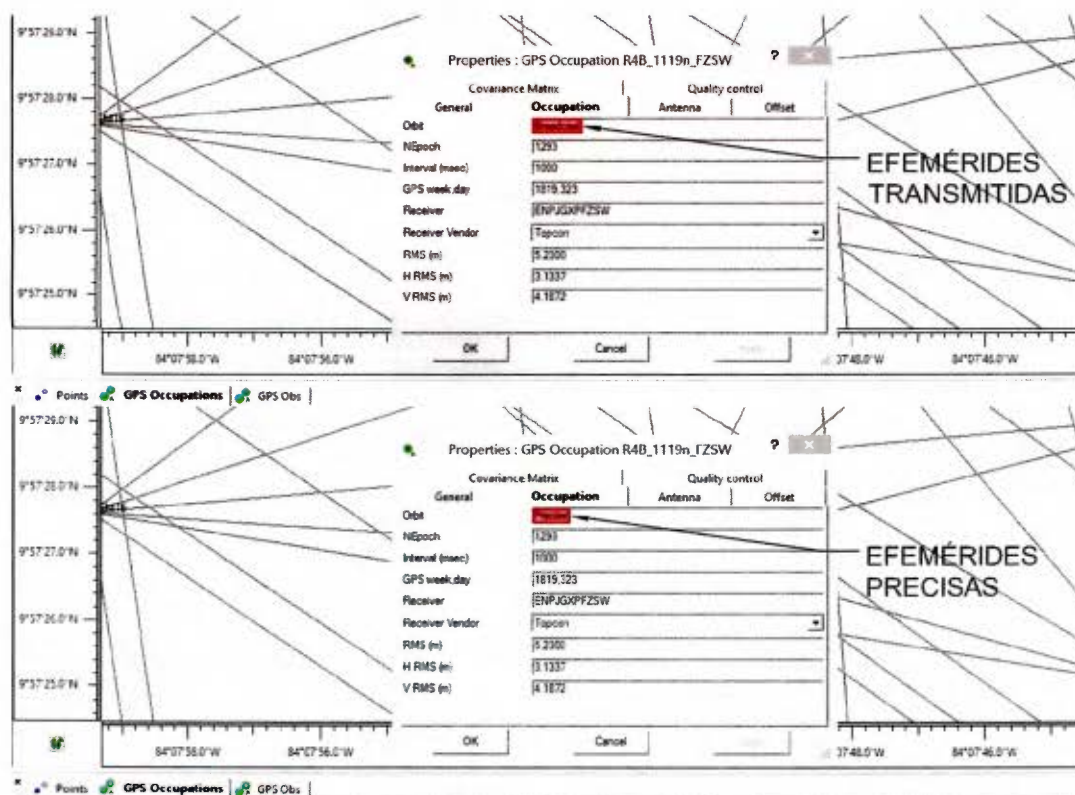 9°57'28.0"N
9°57'27.0"N
9°57'26.0"N
9°57'25.0"N
Properties : GPS Occupation R4B_1119n_FZSW ?
Covariance Matrix Quality control
General Occupation Antenna Offset
Orbit
NEpoch 1293
Interval (msec) 1000
GPS week,day 1819,323
Receiver ENPJGXPFZSW
Receiver Vendor Topcon
RMS (m) 5.2300
H RMS (m) 3.1337
V RMS (m) 4.1872
OK Cancel
EFEMÉRIDES
TRANSMITIDAS
84°07'58.0"W 84°07'56.0"W 84°07'46.0"W
Points GPS Occupations GPS Obs
9°57'29.0"N
9°57'28.0"N
9°57'27.0"N
9°57'26.0"N
9°57'25.0"N
Properties : GPS Occupation R4B_1119n_FZSW ?
Covariance Matrix Quality control
General Occupation Antenna Offset
Orbit
NEpoch 1293
Interval (msec) 1000
GPS week,day 1819,323
Receiver ENPJGXPFZSW
Receiver Vendor Topcon
RMS (m) 5.2300
H RMS (m) 3.1337
V RMS (m) 4.1872
OK Cancel
EFEMÉRIDES
PRECISAS
84°07'58.0"W 84°07'56.0"W 84°07'46.0"W
Points GPS Occupations GPS Obs